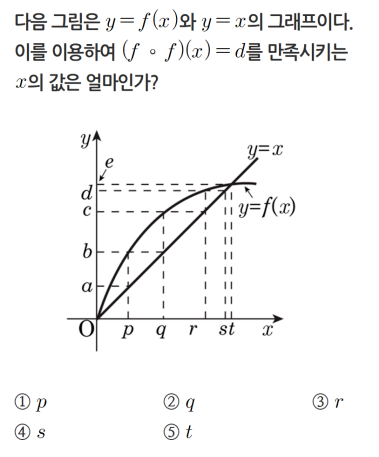 다음 그림은 y=f(x)와 y=x의 그래프이다.
이를 이용하여 (f ∘ f)(x)=d를 만족시키는
x의 값은 얼마인가?
y
e
y=x
d
c
y=f(x)
b
a
O p q r s t x
① p ② q ③ r
④ s ⑤ t